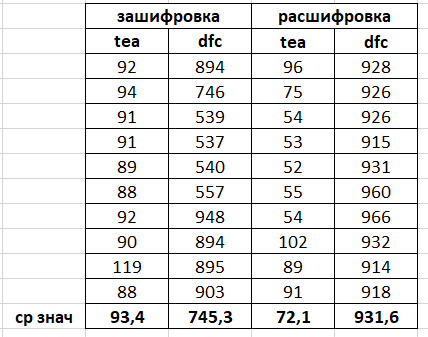 зашифровка расшифровка
tea dfc tea dfc
92 894 96 928
94 746 75 926
91 539 54 926
91 537 53 915
89 540 52 931
88 557 55 960
92 948 54 966
90 894 102 932
119 895 89 914
88 903 91 918
ср знач 93,4 745,3 72,1 931,6